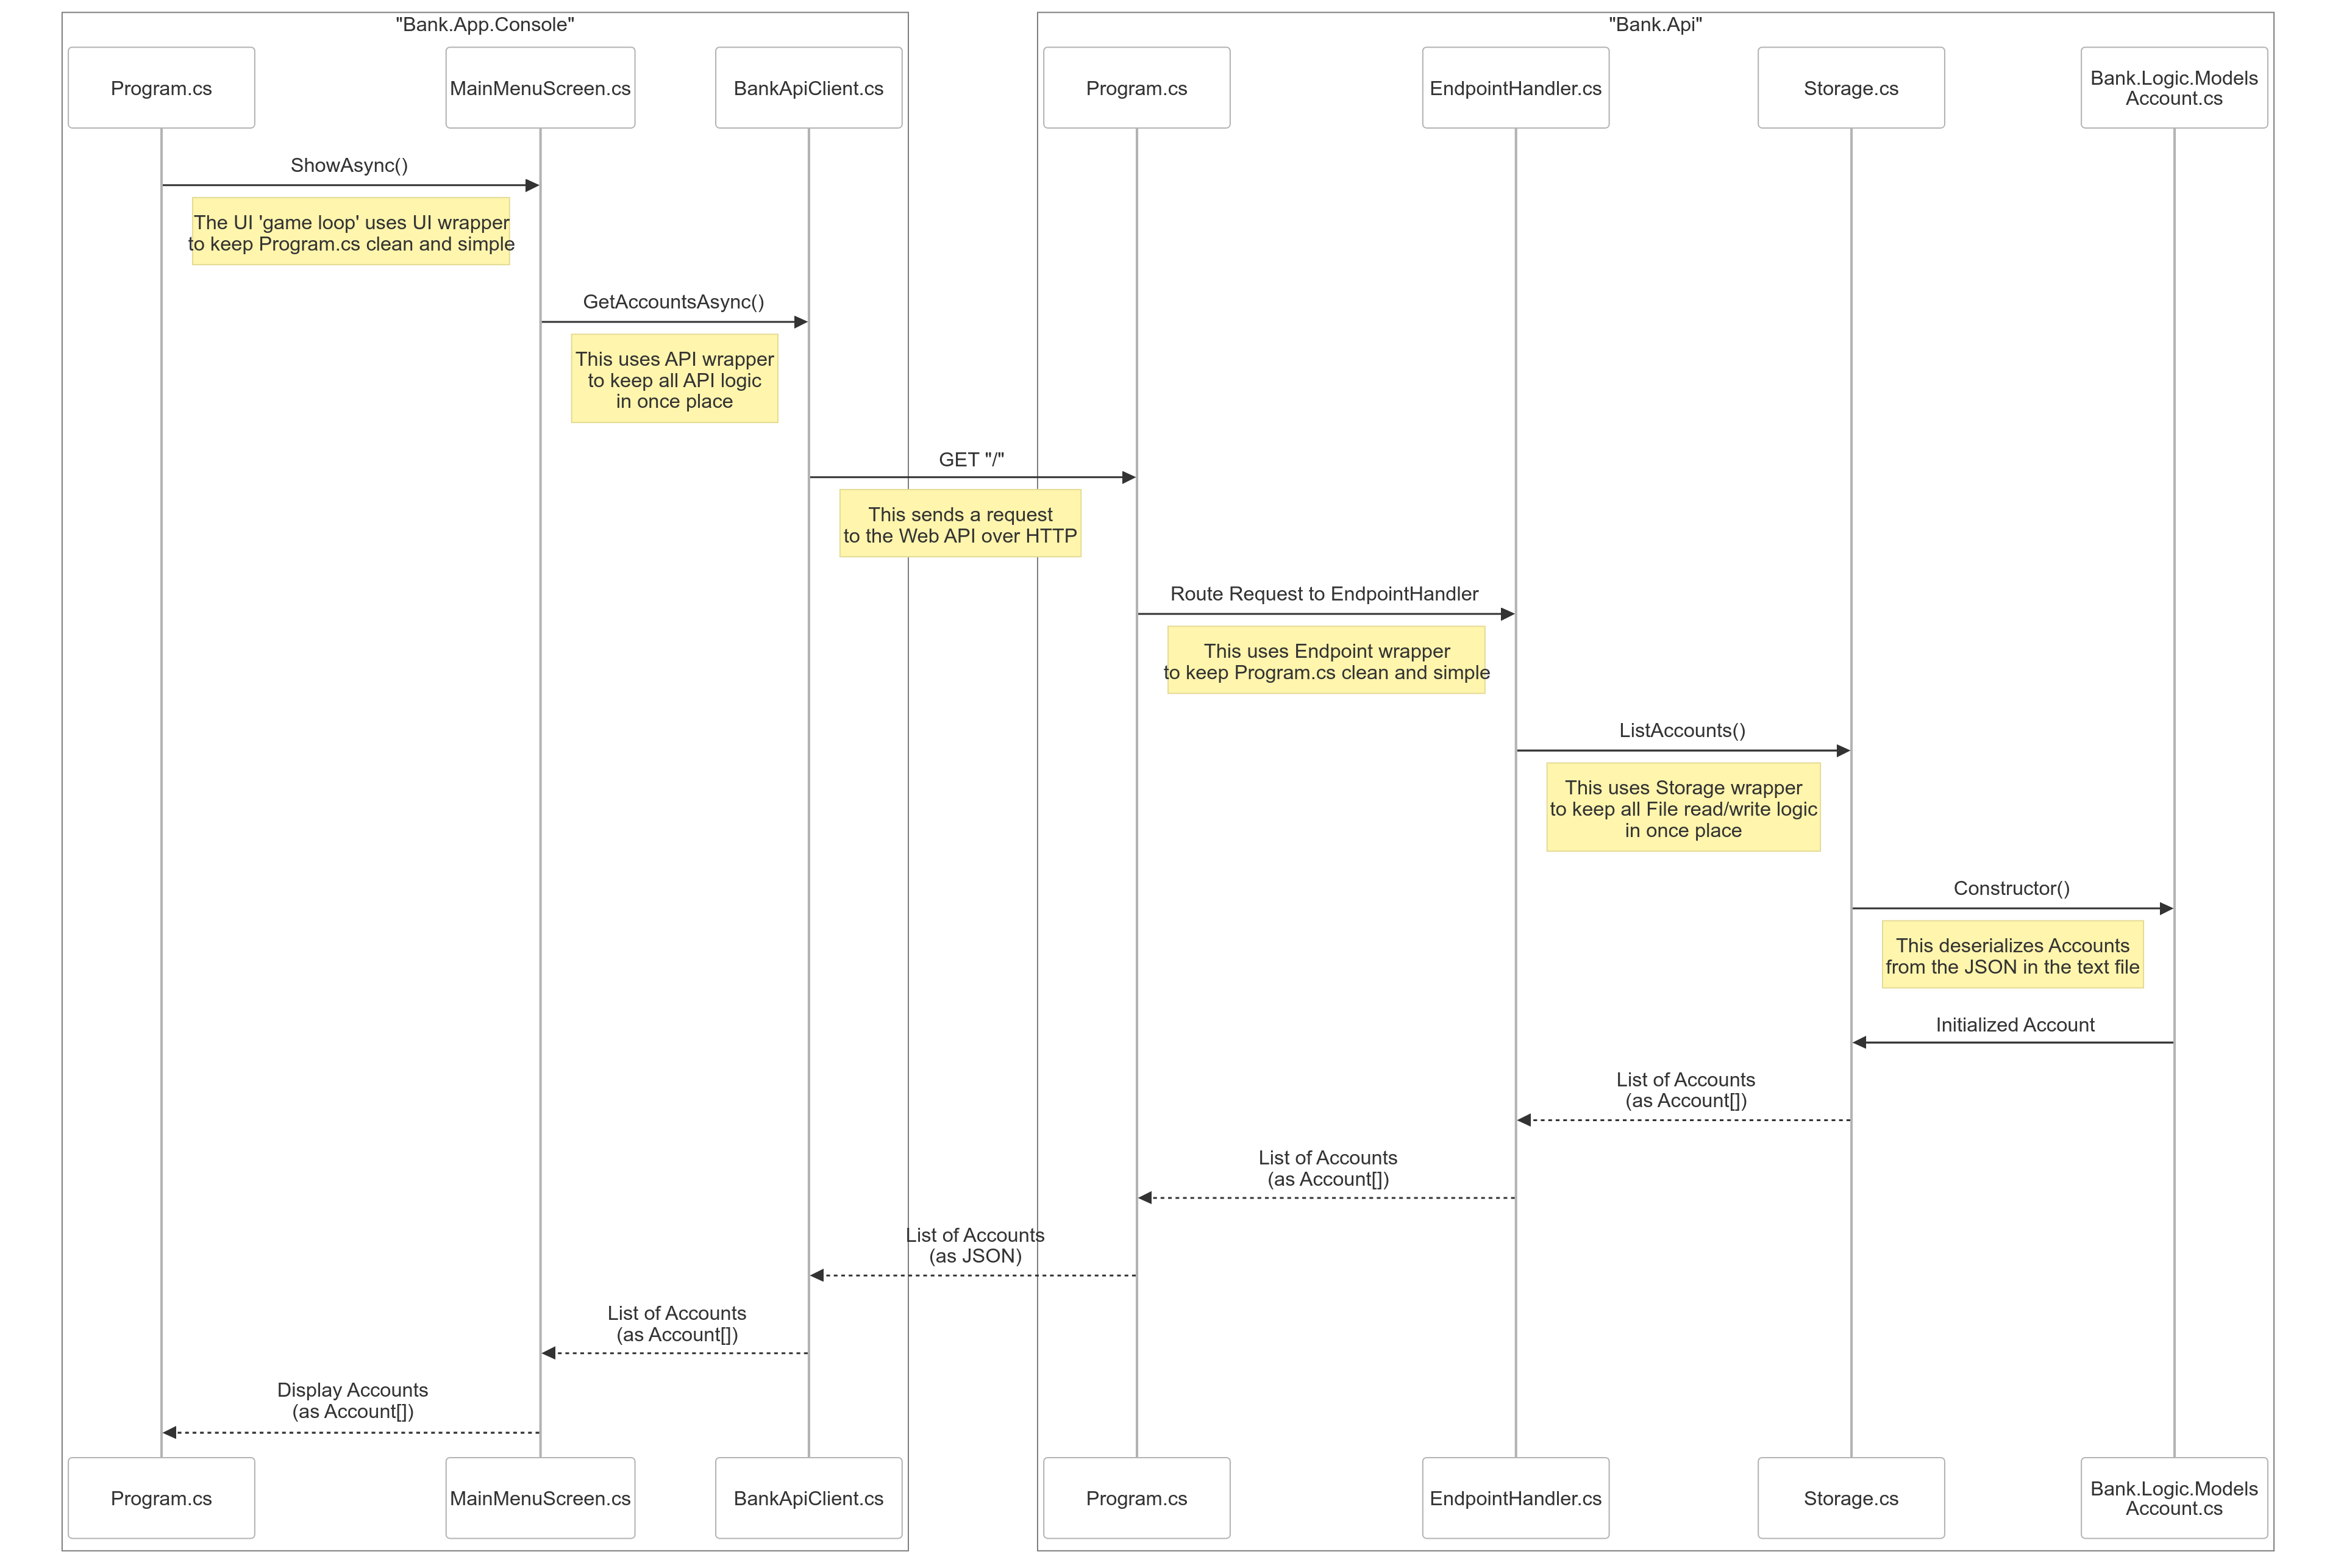 "Bank.App.Console"
"Bank.Api"
Program.cs
MainMenuScreen.cs
BankApiClient.cs
Program.cs
EndpointHandler.cs
Storage.cs
Bank.Logic.Models
Account.cs
ShowAsync()
The UI 'game loop' uses UI wrapper
to keep Program.cs clean and simple
GetAccountsAsync()
This uses API wrapper
to keep all API logic
in once place
GET "/"
This sends a request
to the Web API over HTTP
Route Request to EndpointHandler
This uses Endpoint wrapper
to keep Program.cs clean and simple
ListAccounts()
This uses Storage wrapper
to keep all File read/write logic
in once place
Constructor()
This deserializes Accounts
from the JSON in the text file
Initialized Account
List of Accounts
(as Account[])
List of Accounts
(as Account[])
List of Accounts
(as JSON)
List of Accounts
(as Account[])
Display Accounts
(as Account[])
Program.cs
MainMenuScreen.cs
BankApiClient.cs
Program.cs
EndpointHandler.cs
Storage.cs
Bank.Logic.Models
Account.cs